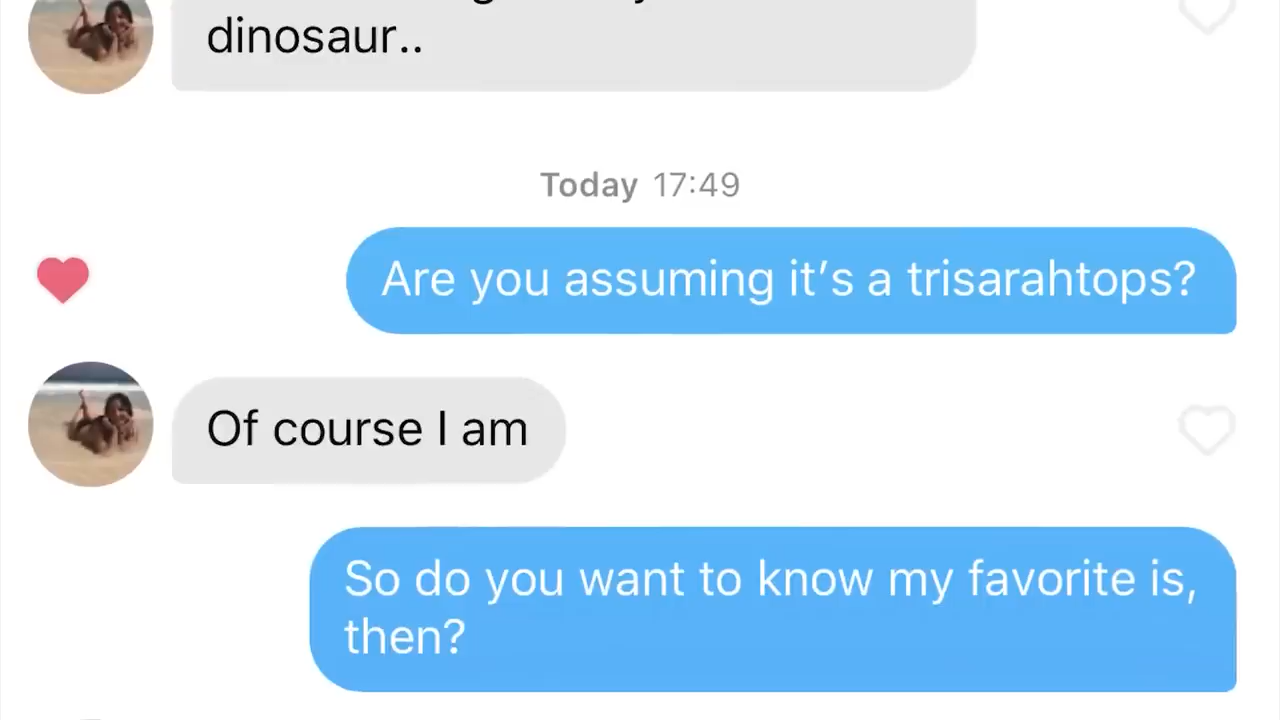 dinosaur..
Today 17:49
Are you assuming it’s a trisarahtops?
Of course I am
So do you want to know my favorite is,
then?